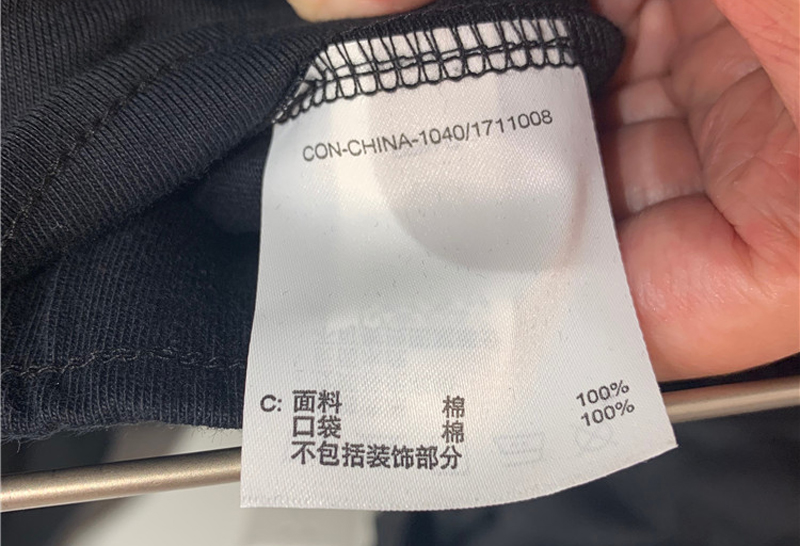 CON-CHINA-1040/1711008
C: 面料 棉 100%
口袋 棉 100%
不包括装饰部分